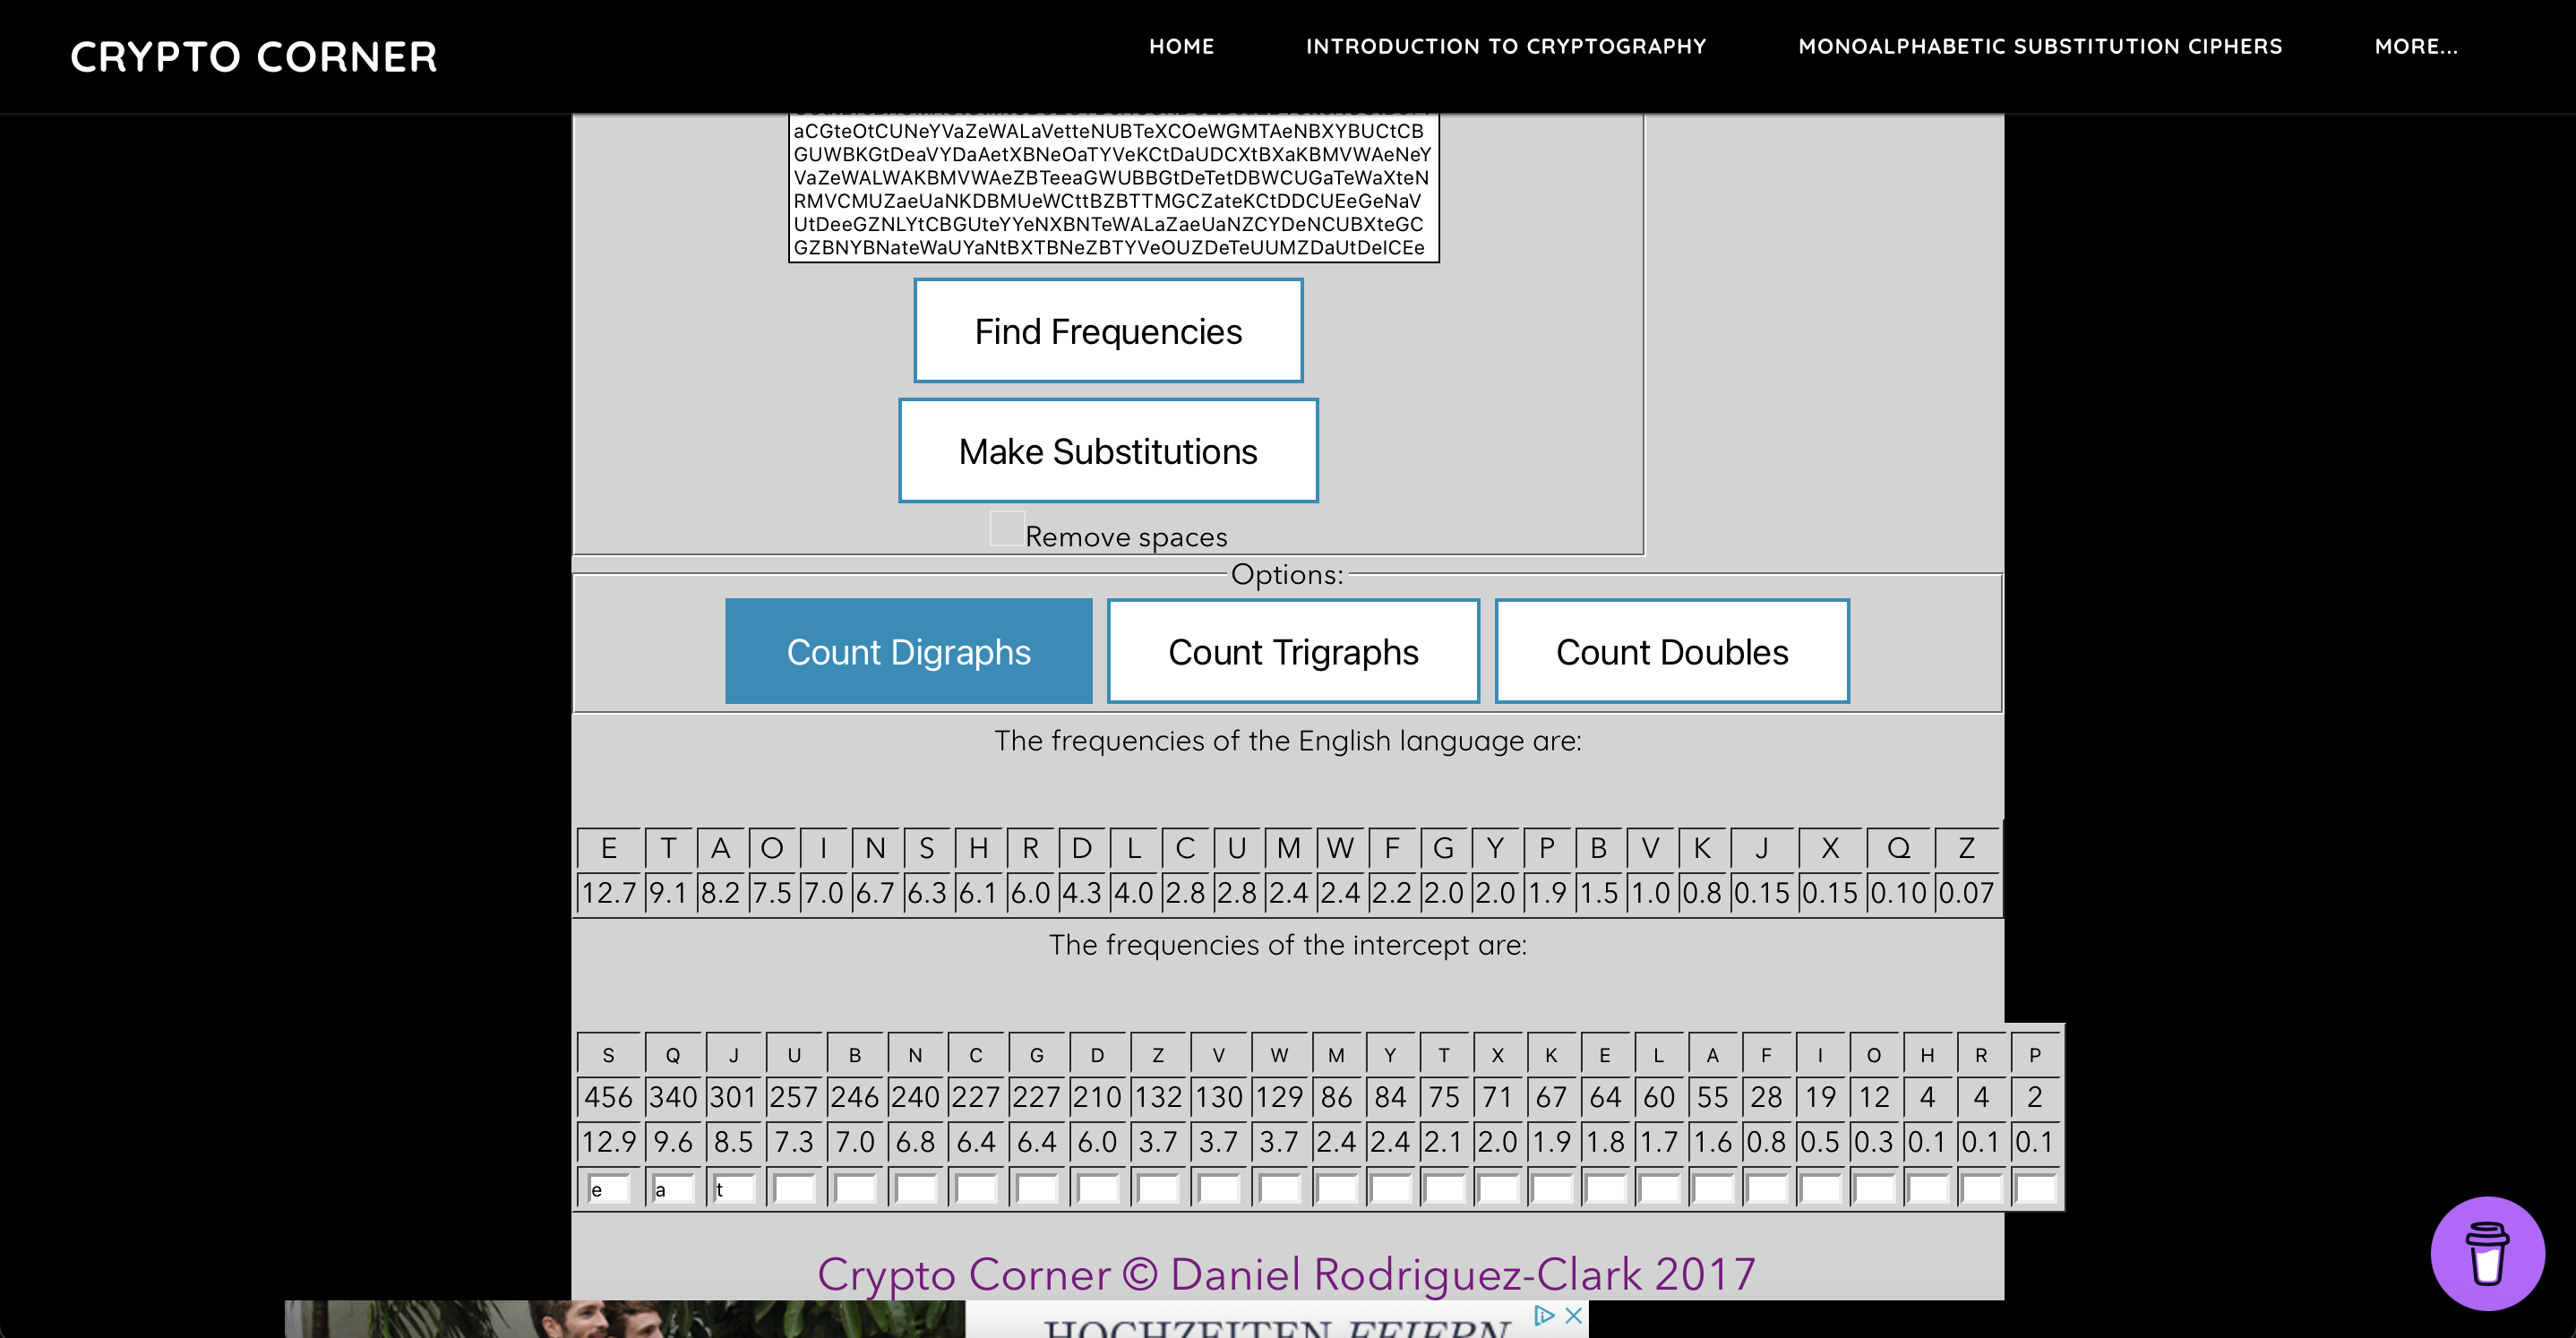 CRYPTO CORNER
HOME
INTRODUCTION TO CRYPTOGRAPHY
MONOALPHABETIC SUBSTITUTION CIPHERS
MORE...
aCGteOtCUNeYVaZeWALaVetteNUBTeXCOeWGMTAeNBXYBUCtCB
GUWBKGtDeaVYDaAetXBNeOaTYVeKCtDaUDCXtBXaKBMVWAeNeY
VaZeWALWAKBMVWAeZBTeeaGWUBBGtDeTetDBWCUGaTeWaXteN
RMVCMUZaeUaNKDBMUeWCttBZBTTMGCZateKCtDDCUEeGeNaV
UtDeeGZNLYtCBGUteYYeNXBNTeWALaZaeUaNZCYDeNCUBXteGC
GZBNYBNateWaUYaNtBXTBNeZBTYVeOUZDeTeUUMZDaUtDeICEe
Find Frequencies
Make Substitutions
Remove spaces
Options:
Count Digraphs
Count Trigraphs
Count Doubles
The frequencies of the English language are:
E T A O I N S H R D L C U M W F G Y P B V K J X Q Z
12.7 9.1 8.2 7.5 7.0 6.7 6.3 6.1 6.0 4.3 4.0 2.8 2.8 2.4 2.4 2.2 2.0 2.0 1.9 1.5 1.0 0.8 0.15 0.15 0.10 0.07
The frequencies of the intercept are:
S Q J U B N C G D Z V W M Y T X K E L A F I O H R P
456 340 301 257 246 240 227 227 210 132 130 129 86 84 75 71 67 64 60 55 28 19 12 4 4 2
12.9 9.6 8.5 7.3 7.0 6.8 6.4 6.4 6.0 3.7 3.7 3.7 2.4 2.4 2.1 2.0 1.9 1.8 1.7 1.6 0.8 0.5 0.3 0.1 0.1 0.1
e a t
Crypto Corner © Daniel Rodriguez-Clark 2017
HOCHZEITEN FEIERN